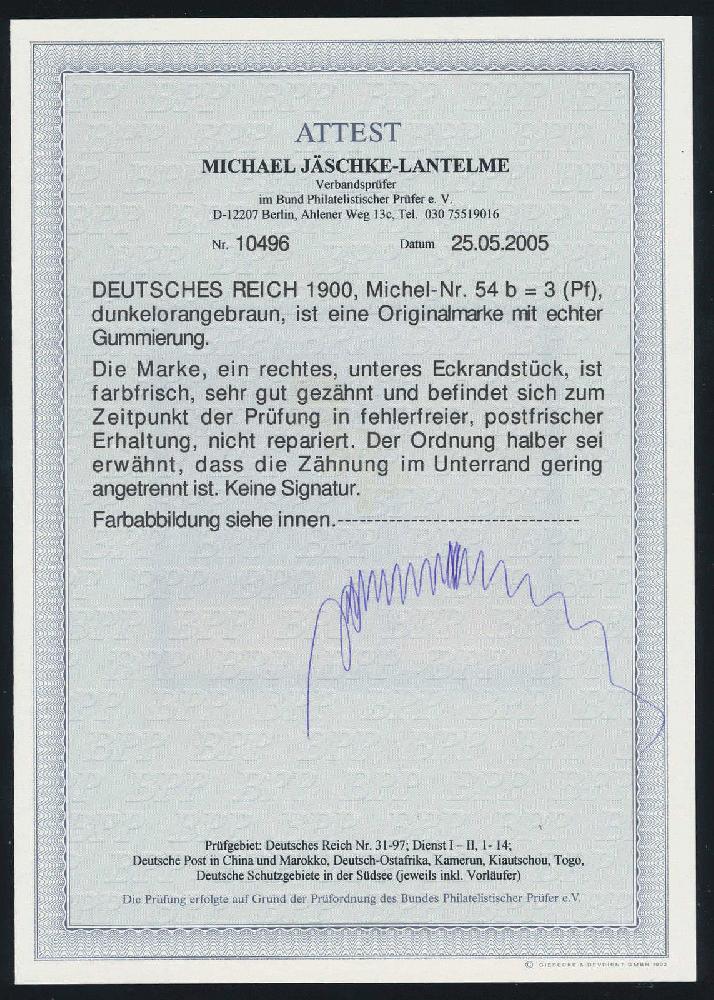 ATTEST
MICHAEL JÄSCHKE-LANTELME
Verbandsprüfer
im Bund Philatelistischer Prüfer e. V.
D-12207 Berlin, Ahlener Weg 13c, Tel. 030 75519016
Nr. 10496 Datum 25.05.2005
DEUTSCHES REICH 1900, Michel-Nr. 54 b = 3 (Pf),
dunkelorangebraun, ist eine Originalmarke mit echter
Gummierung.
Die Marke, ein rechtes, unteres Eckrandstück, ist
farbfrisch, sehr gut gezähnt und befindet sich zum
Zeitpunkt der Prüfung in fehlerfreier, postfrischer
Erhaltung, nicht repariert. Der Ordnung halber sei
erwähnt, dass die Zähnung im Unterrand gering
angetrennt ist. Keine Signatur.
Farbabbildung siehe innen.---------------------------------
Prüfgebiet: Deutsches Reich Nr. 31-97; Dienst I – II, 1- 14;
Deutsche Post in China und Marokko, Deutsch-Ostafrika, Kamerun, Kiautschou, Togo,
Deutsche Schutzgebiete in der Südsee (jeweils inkl. Vorläufer)
Die Prüfung erfolgte auf Grund der Prüfordnung des Bundes Philatelistischer Prüfer e.V.
© GIESECKE & DEVRIENT GMBH